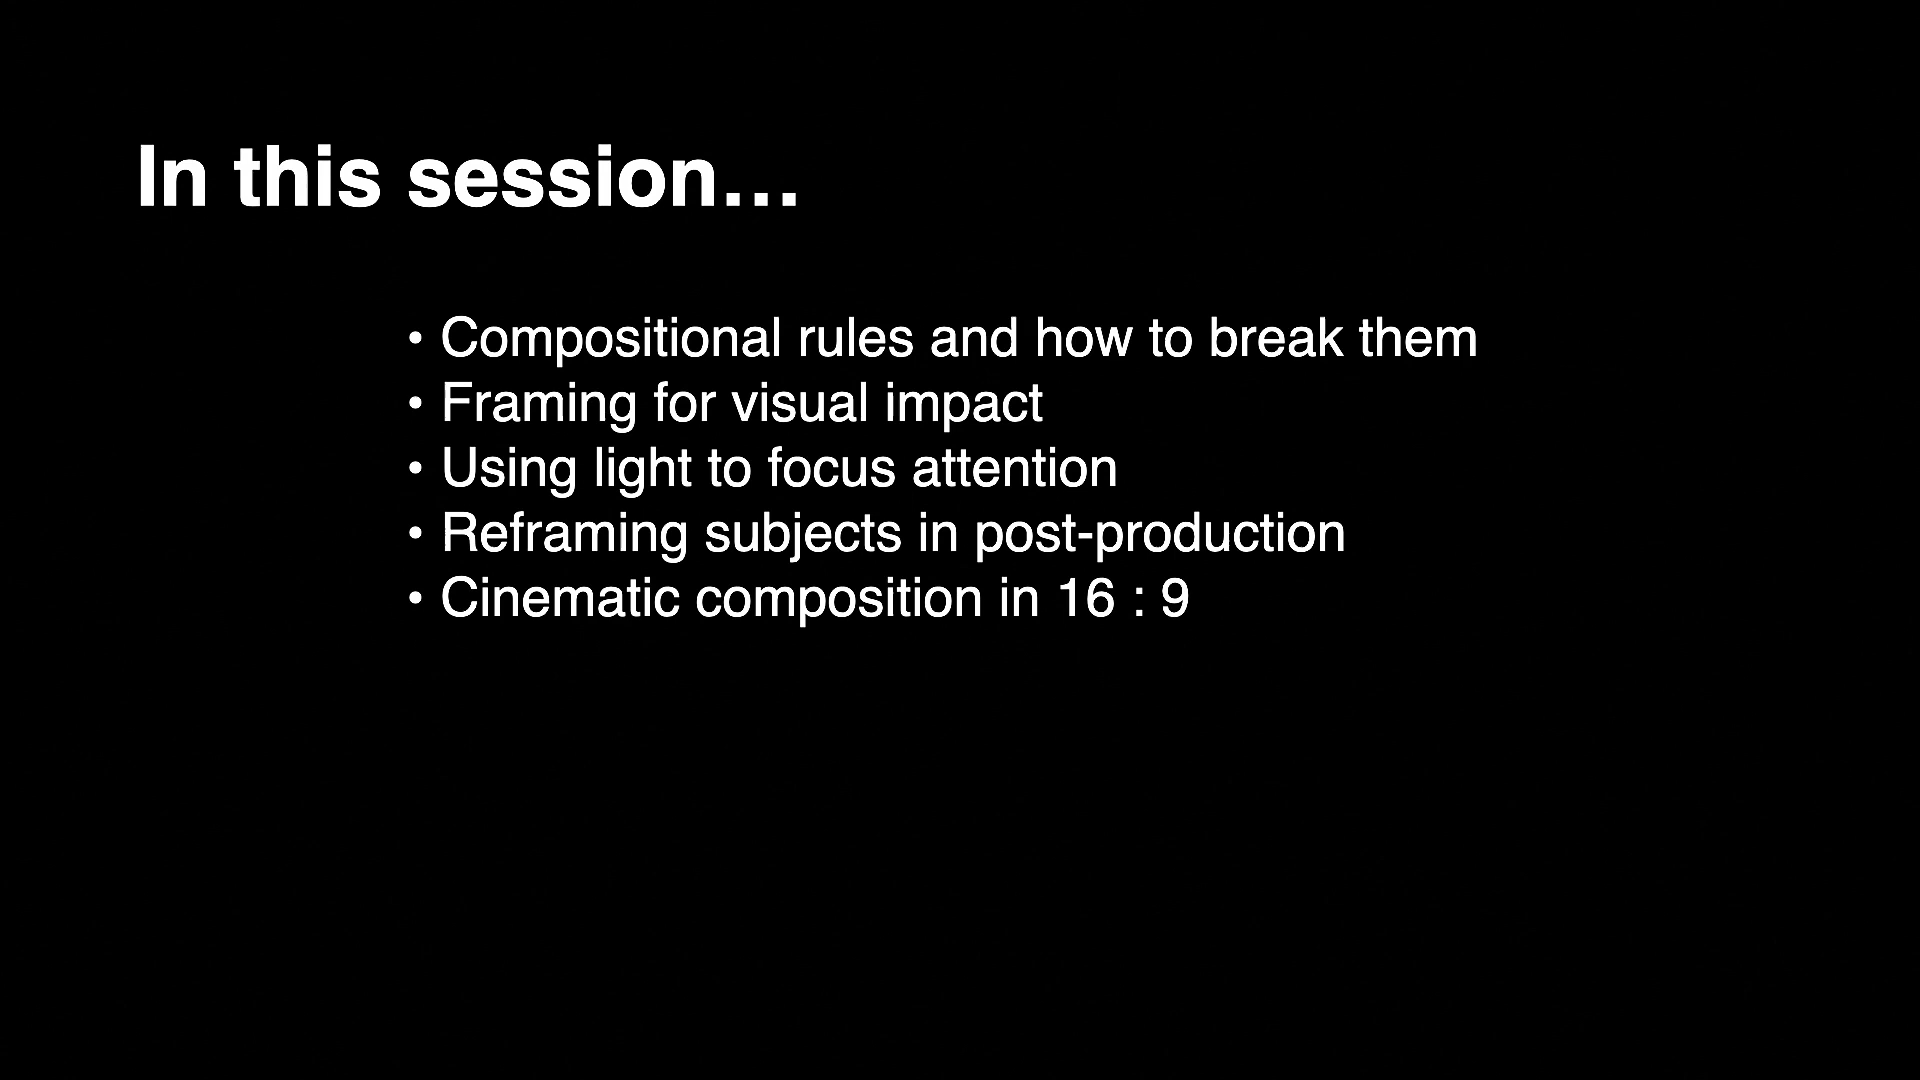 In this session...
• Compositional rules and how to break them
• Framing for visual impact
• Using light to focus attention
• Reframing subjects in post-production
• Cinematic composition in 16 : 9